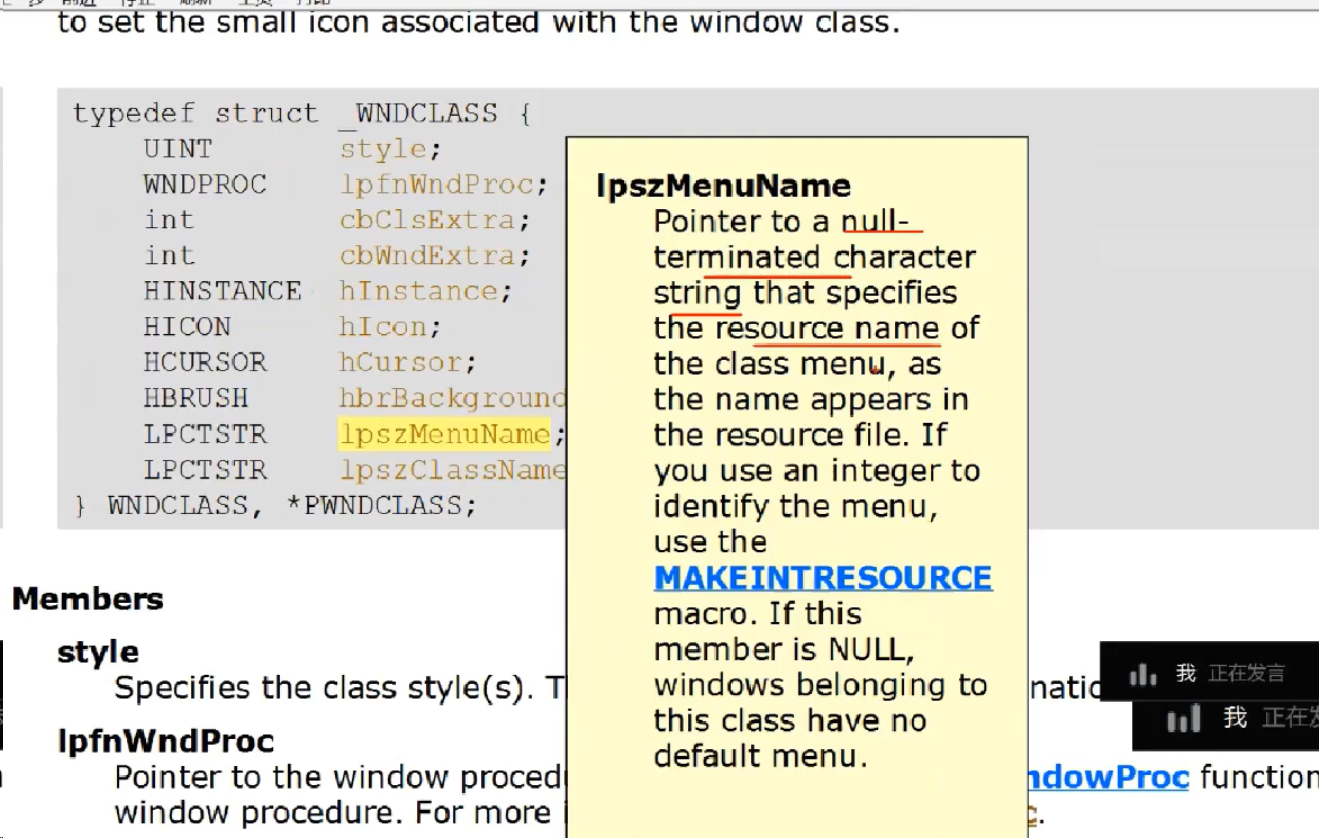 to set the small icon associated with the window class.
typedef struct _WNDCLASS {
UINT style;
WNDPROC lpfnWndProc;
int cbClsExtra;
int cbWndExtra;
HINSTANCE hInstance;
HICON hIcon;
HCURSOR hCursor;
HBRUSH hbrBackground
LPCTSTR lpszMenuName;
LPCTSTR lpszClassName
} WNDCLASS, *PWNDCLASS;
lpszMenuName
Pointer to a null-
terminated character
string that specifies
the resource name of
the class menu, as
the name appears in
the resource file. If
you use an integer to
identify the menu,
use the
MAKEINTRESOURCE
macro. If this
member is NULL,
windows belonging to
this class have no
default menu.
Members
style
Specifies the class style(s). T
lpfnWndProc
Pointer to the window procedu ndowProc function
window procedure. For more i
我 正在发言
我 正在发